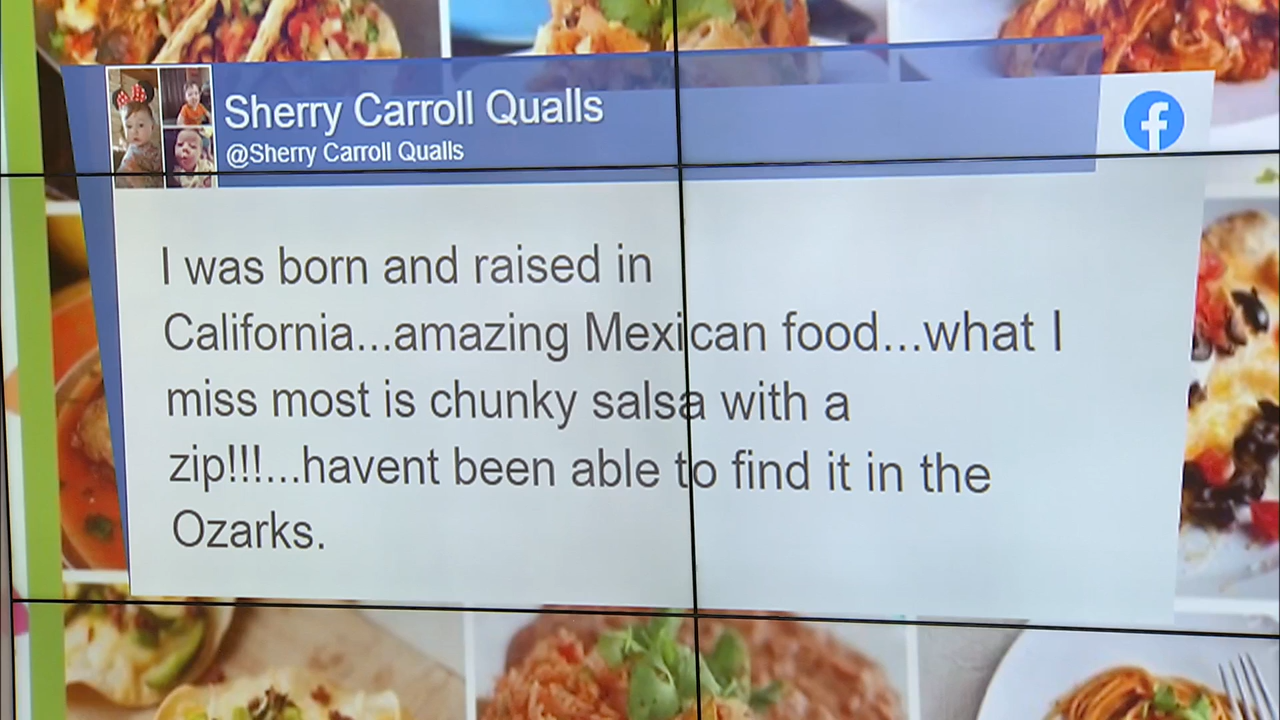 Sherry Carroll Qualls
@Sherry Carroll Qualls
I was born and raised in
California...amazing Mexican food...what I
miss most is chunky salsa with a
zip!!!...havent been able to find it in the
Ozarks.